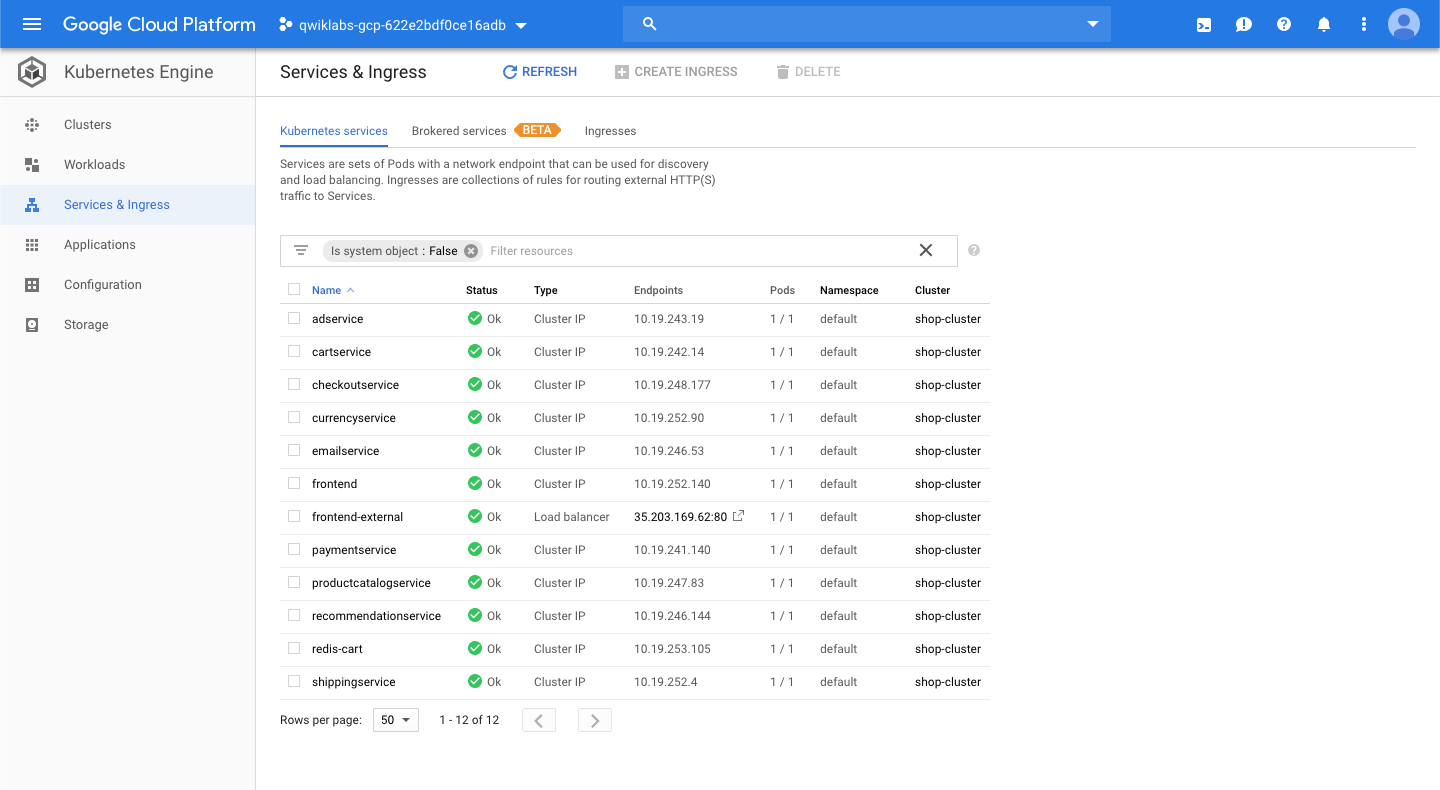 Google Cloud Platform qwiklabs-gcp-622e2bdf0ce16adb
Kubernetes Engine
Services & Ingress REFRESH CREATE INGRESS DELETE
Clusters
Workloads
Services & Ingress
Applications
Configuration
Storage
Kubernetes services Brokered services BETA Ingresses
Services are sets of Pods with a network endpoint that can be used for discovery
and load balancing. Ingresses are collections of rules for routing external HTTP(S)
traffic to Services.
Is system object : False Filter resources
Name Status Type Endpoints Pods Namespace Cluster
adservice Ok Cluster IP 10.19.243.19 1 / 1 default shop-cluster
cartservice Ok Cluster IP 10.19.242.14 1 / 1 default shop-cluster
checkoutservice Ok Cluster IP 10.19.248.177 1 / 1 default shop-cluster
currencyservice Ok Cluster IP 10.19.252.90 1 / 1 default shop-cluster
emailservice Ok Cluster IP 10.19.246.53 1 / 1 default shop-cluster
frontend Ok Cluster IP 10.19.252.140 1 / 1 default shop-cluster
frontend-external Ok Load balancer 35.203.169.62:80 1 / 1 default shop-cluster
paymentservice Ok Cluster IP 10.19.241.140 1 / 1 default shop-cluster
productcatalogservice Ok Cluster IP 10.19.247.83 1 / 1 default shop-cluster
recommendationservice Ok Cluster IP 10.19.246.144 1 / 1 default shop-cluster
redis-cart Ok Cluster IP 10.19.253.105 1 / 1 default shop-cluster
shippingservice Ok Cluster IP 10.19.252.4 1 / 1 default shop-cluster
Rows per page: 50 1 - 12 of 12